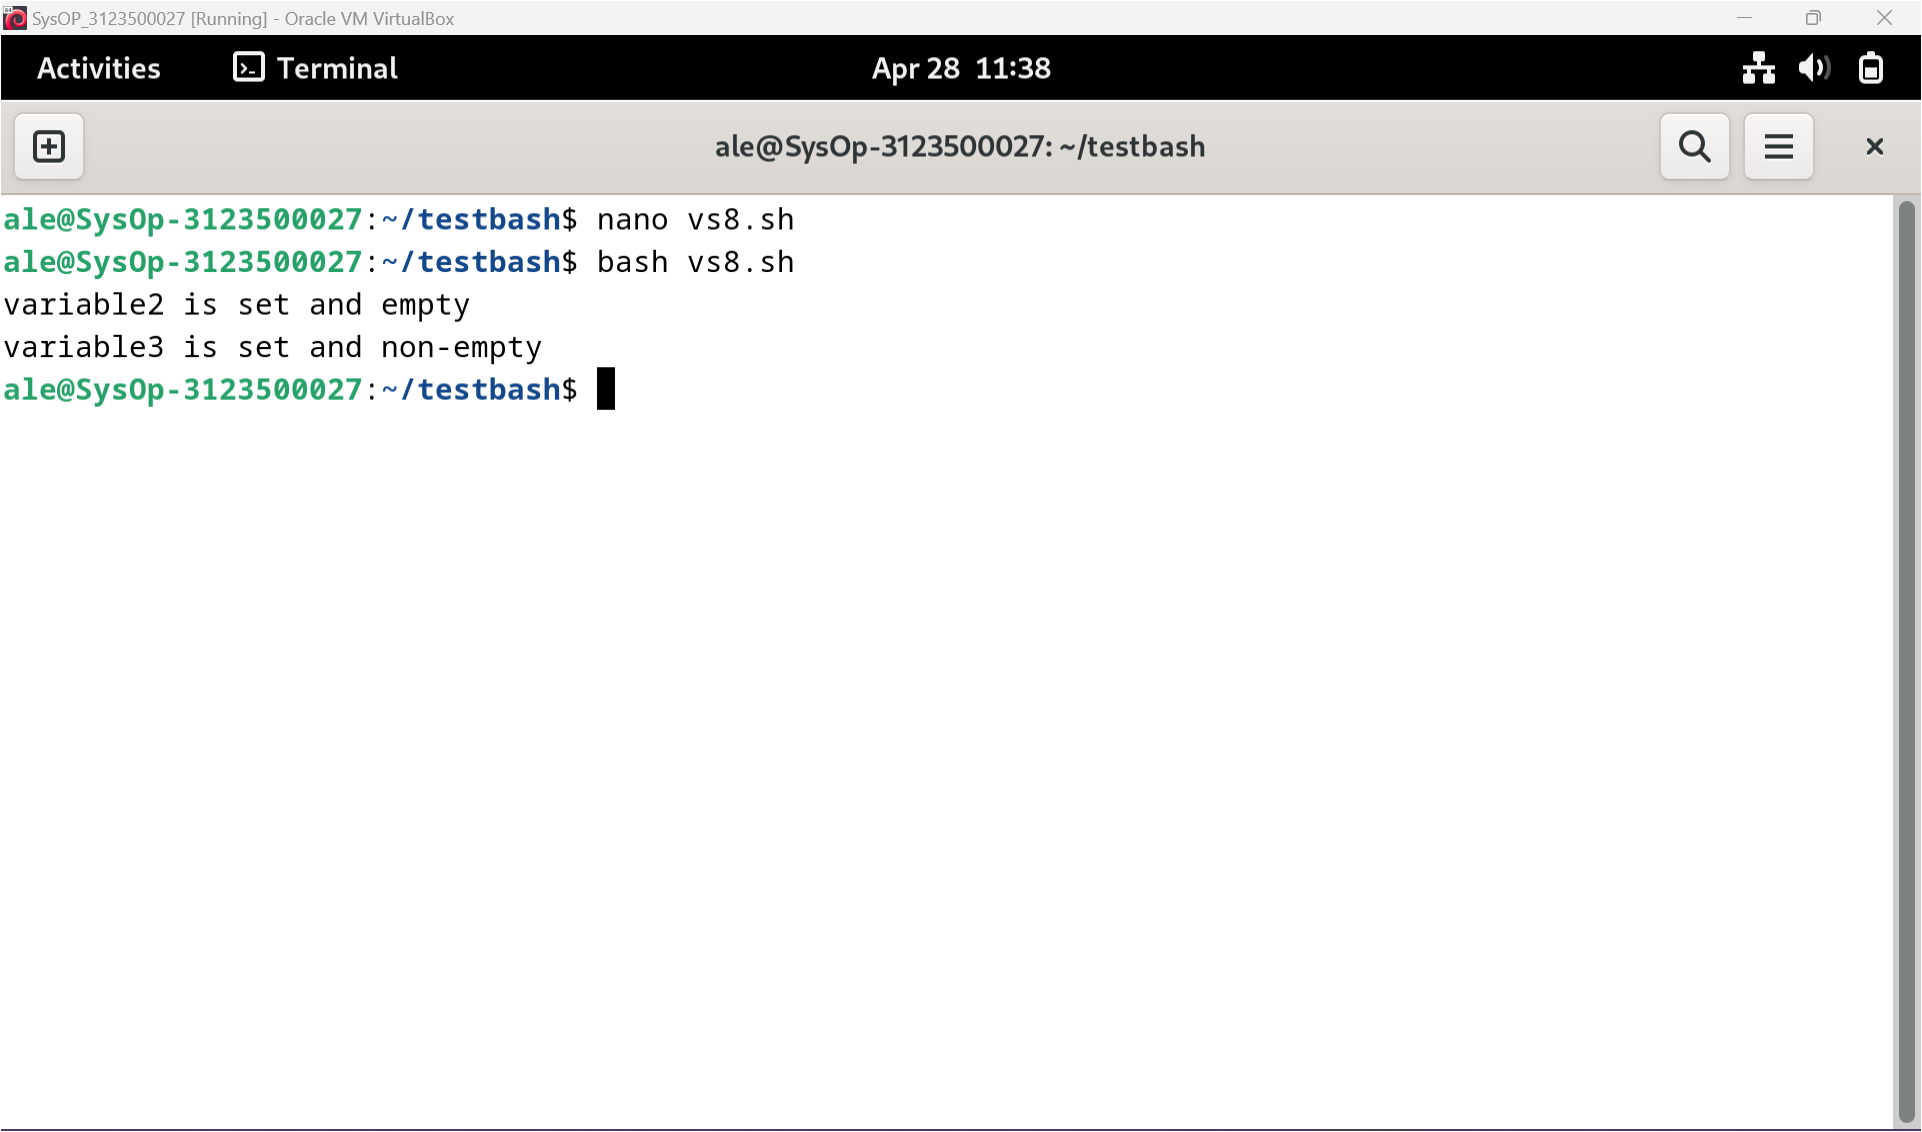 SysOP_3123500027 [Running] - Oracle VM VirtualBox
Activities Terminal Apr 28 11:38
ale@SysOp-3123500027: ~/testbash
ale@SysOp-3123500027:~/testbash$ nano vs8.sh
ale@SysOp-3123500027:~/testbash$ bash vs8.sh
variable2 is set and empty
variable3 is set and non-empty
ale@SysOp-3123500027:~/testbash$